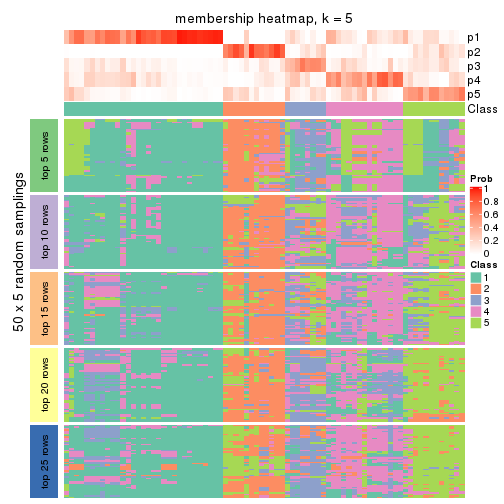 membership heatmap, k = 5
p1
p2
p3
p4
p5
Class
50 x 5 random samplings
top 5 rows
top 10 rows
top 15 rows
top 20 rows
top 25 rows
Prob
1
0.8
0.6
0.4
0.2
0
Class
1
2
3
4
5